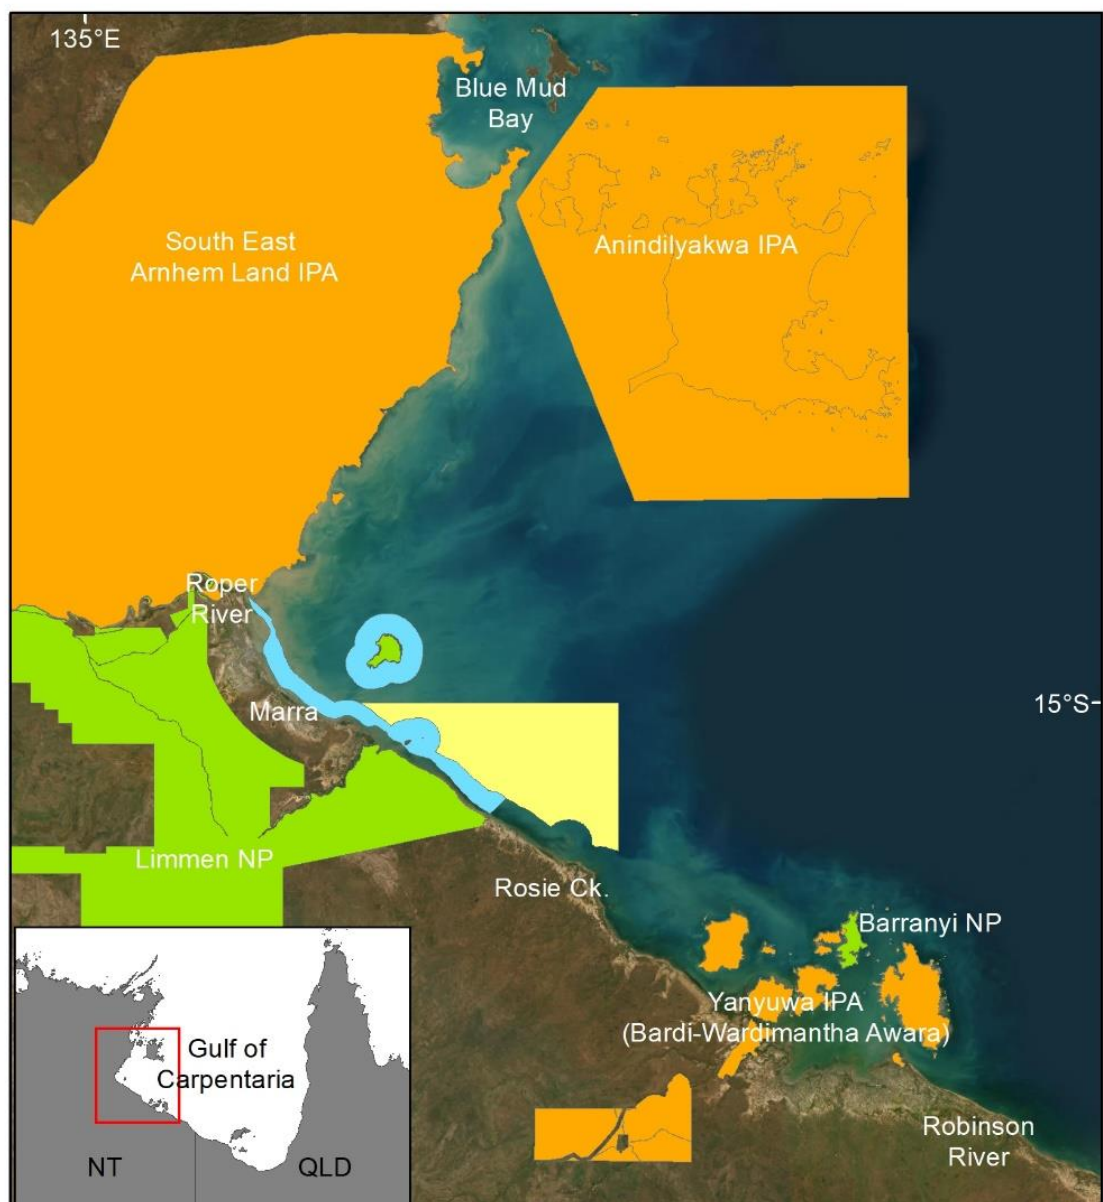 135°E
Blue Mud
Bay
South East
Arnhem Land IPA
Anindilyakwa IPA
Roper
River
Marra
15°S
Limmen NP
Rosie Ck.
Barranyi NP
Yanyuwa IPA
(Bardi-Wardimantha Awara)
Gulf of
Carpentaria
NT
QLD
Robinson
River